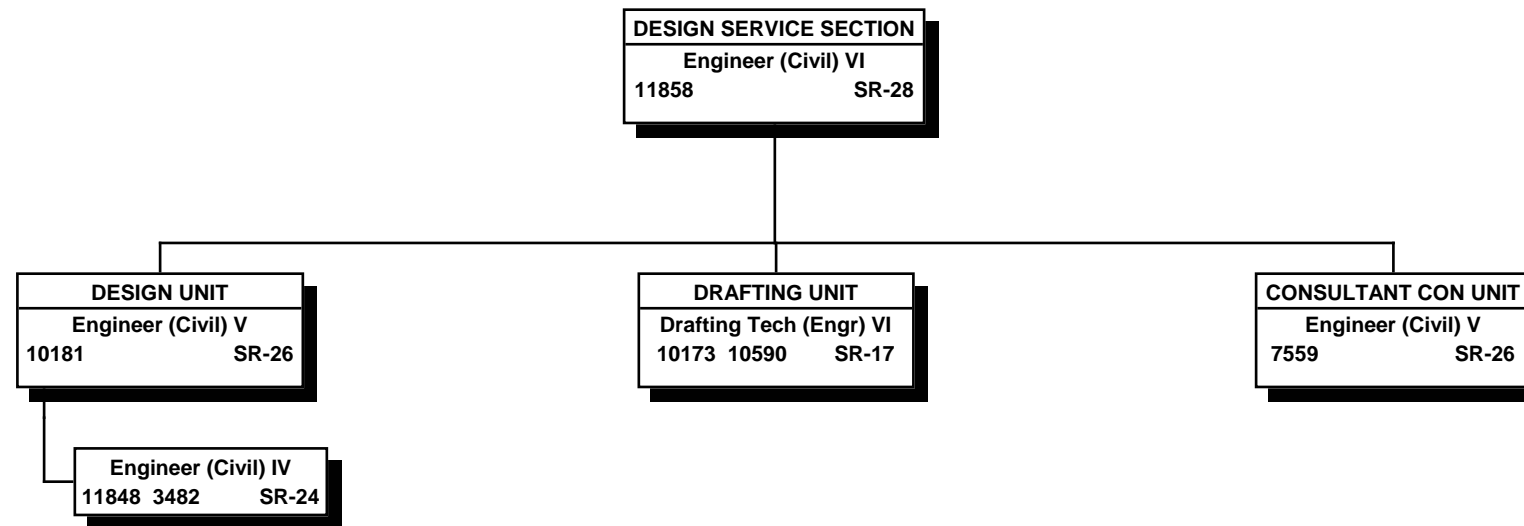 DESIGN SERVICE SECTION
Engineer (Civil) VI
11858 SR-28
DESIGN UNIT
Engineer (Civil) V
10181 SR-26
DRAFTING UNIT
Drafting Tech (Engr) VI
10173 10590 SR-17
CONSULTANT CON UNIT
Engineer (Civil) V
7559 SR-26
Engineer (Civil) IV
11848 3482 SR-24